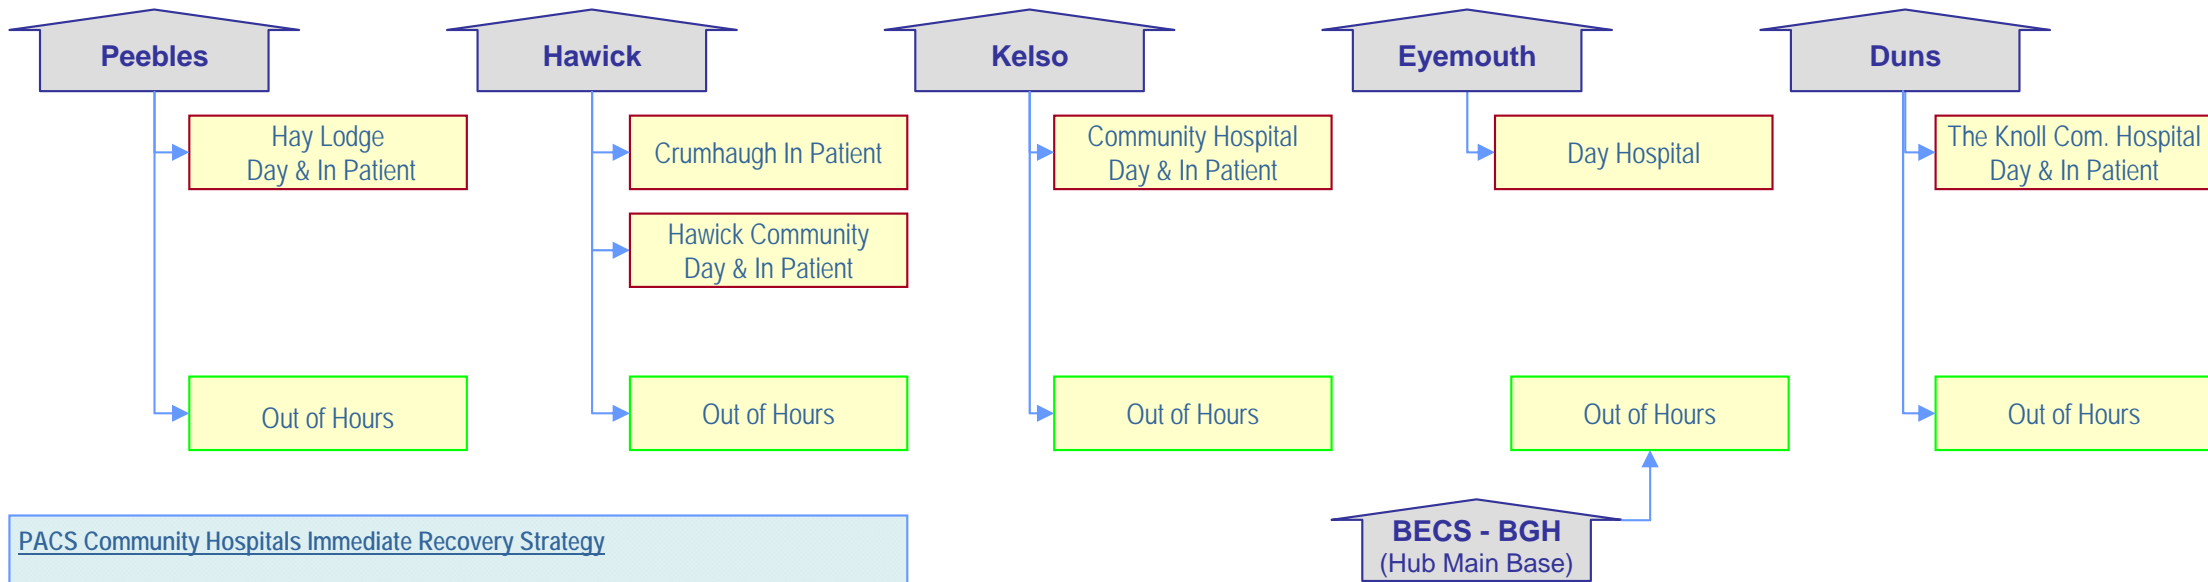 Peebles
Hawick
Kelso
Eyemouth
Duns
Hay Lodge
Day & In Patient
Crumhaugh In Patient
Community Hospital
Day & In Patient
Day Hospital
The Knoll Com. Hospital
Day & In Patient
Hawick Community
Day & In Patient
Out of Hours
Out of Hours
Out of Hours
Out of Hours
Out of Hours
PACS Community Hospitals Immediate Recovery Strategy
BECS - BGH
(Hub Main Base)